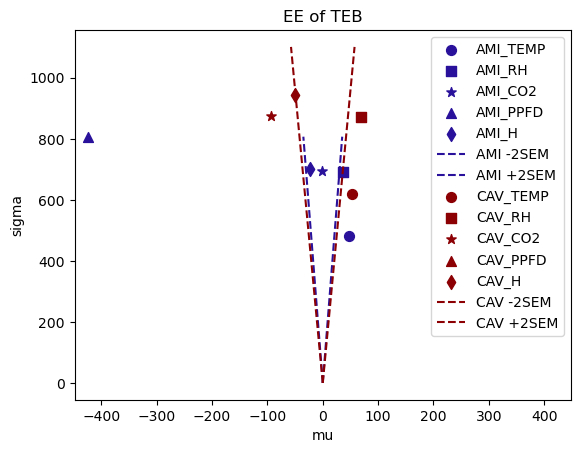 EE of TEB
AMI_TEMP
AMI_RH
AMI_CO2
AMI_PPFD
AMI_H
AMI -2SEM
AMI +2SEM
CAV_TEMP
CAV_RH
CAV_CO2
CAV_PPFD
CAV_H
CAV -2SEM
CAV +2SEM
sigma
1000
800
600
400
200
0
−400
−300
−200
−100
0
100
200
300
400
mu